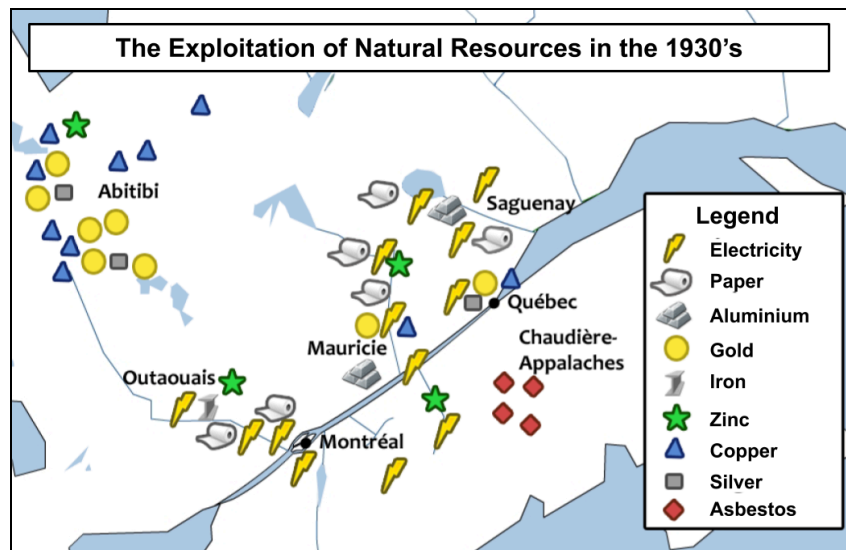 The Exploitation of Natural Resources in the 1930's
Abitibi
Saguenay
Québec
Chaudière-
Appalaches
Mauricie
Outaouais
Montréal
Legend
Electricity
Paper
Aluminium
Gold
Iron
Zinc
Copper
Silver
Asbestos